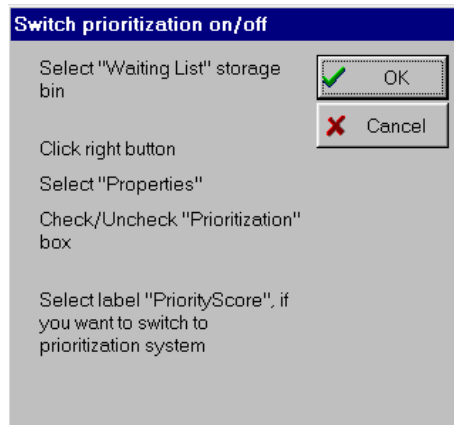 Switch prioritization on/off
Select "Waiting List" storage
bin
OK
Cancel
Click right button
Select "Properties"
Check/Uncheck "Prioritization"
box
Select label "PriorityScore", if
you want to switch to
prioritization system